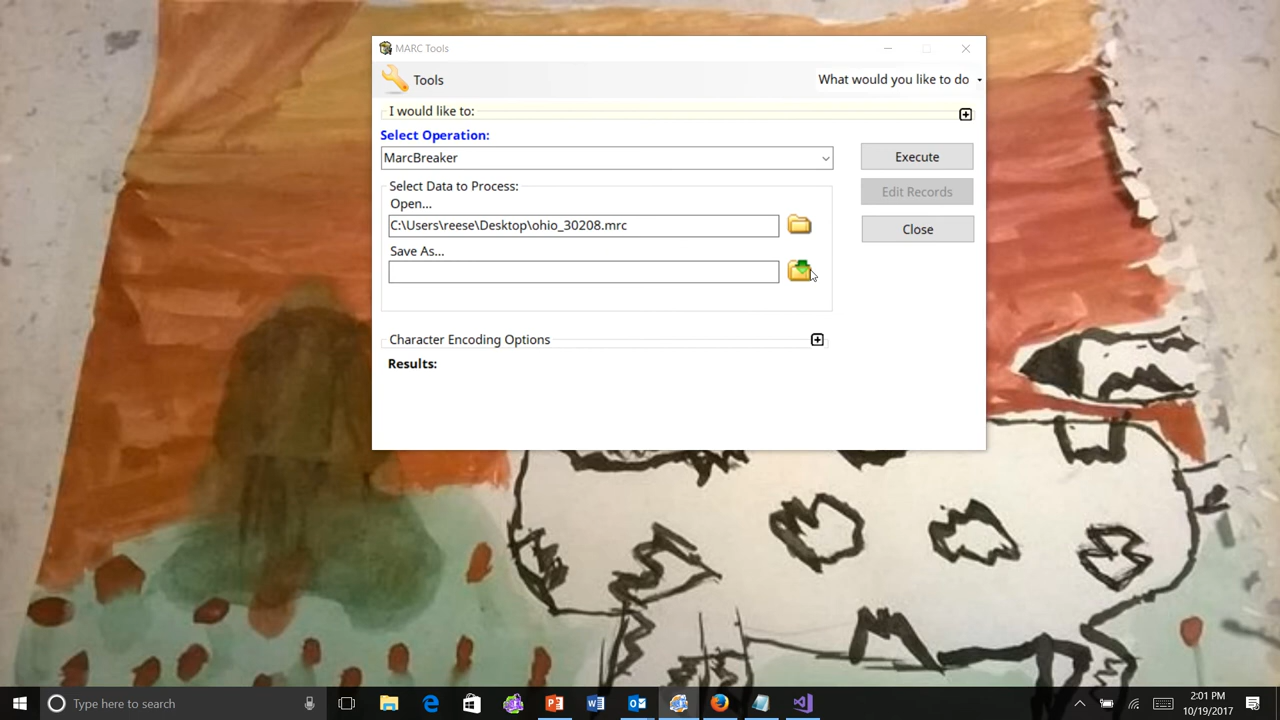 MARC Tools
Tools
What would you like to do
I would like to:
Select Operation:
MarcBreaker
Execute
Select Data to Process:
Edit Records
Open...
C:\Users\reese\Desktop\ohio_30208.mrc
Close
Save As...
Character Encoding Options
Results:
Type here to search
2:01 PM
10/19/2017